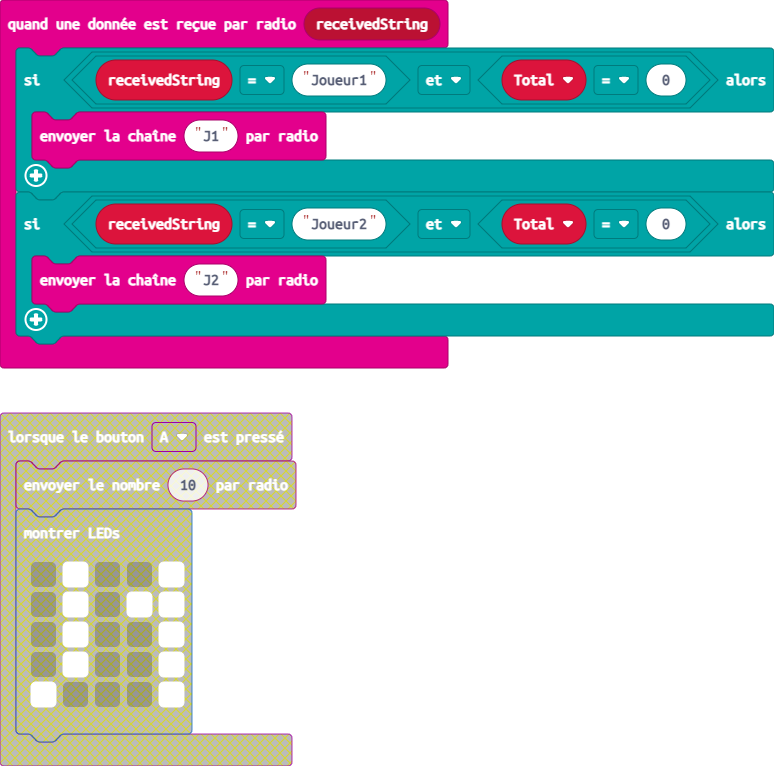 quand une donnée est reçue par radio receivedString
si receivedString = "Joueur1" et Total = 0 alors
envoyer la chaîne "J1" par radio
si receivedString = "Joueur2" et Total = 0 alors
envoyer la chaîne "J2" par radio
lorsque le bouton A est pressé
envoyer le nombre 10 par radio
montrer LEDs